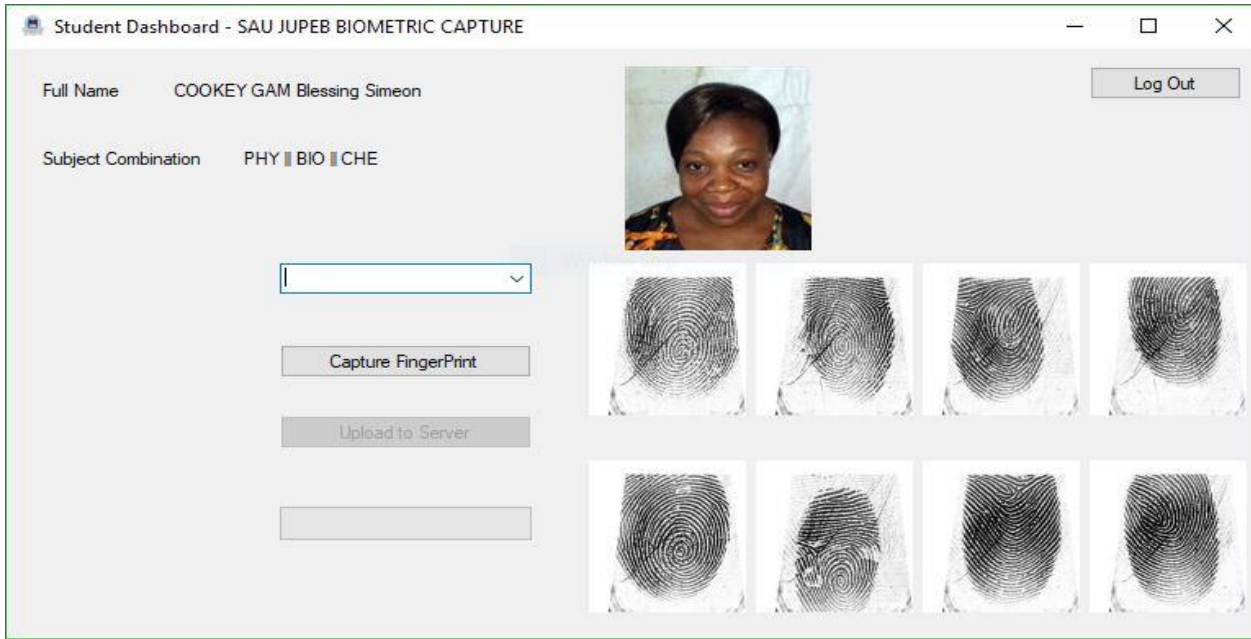 Student Dashboard - SAU JUPEB BIOMETRIC CAPTURE
Full Name COOKEY GAM Blessing Simeon
Log Out
Subject Combination PHY || BIO || CHE
Capture FingerPrint
Upload to Server